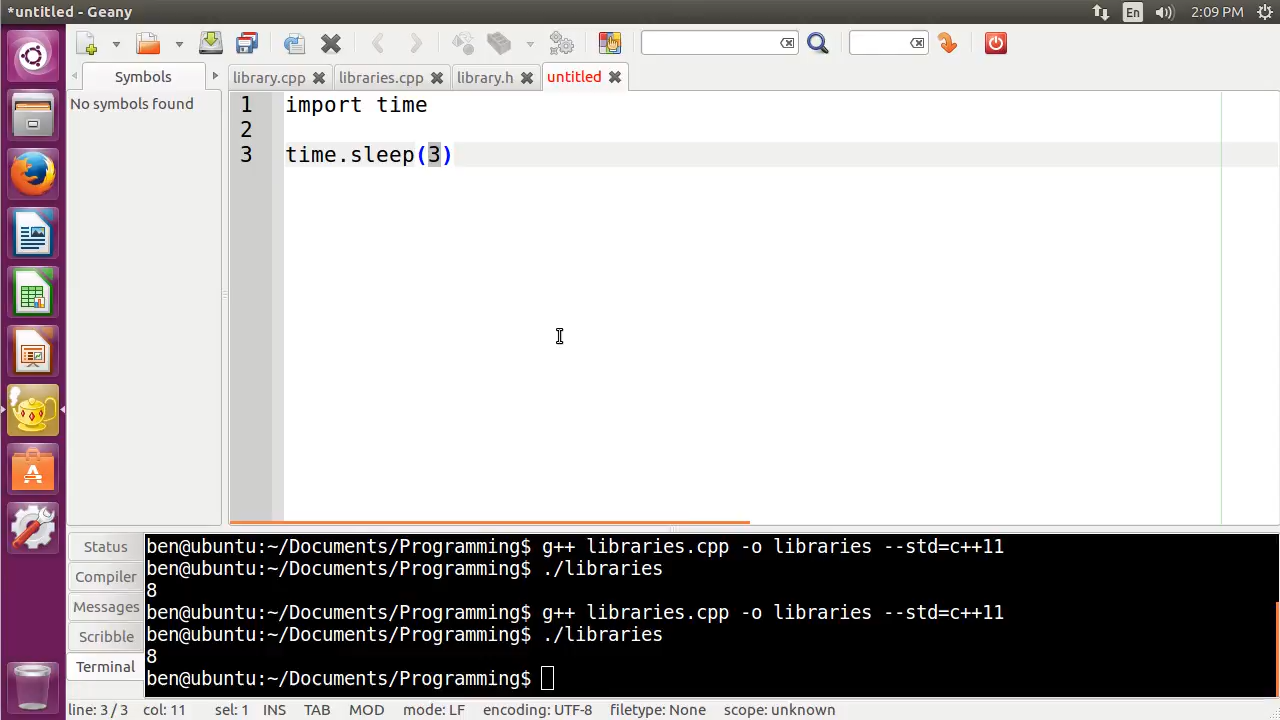 *untitled - Geany
En
2:09 PM
Symbols
library.cpp
libraries.cpp
library.h
untitled
No symbols found
1 import time
2
3 time.sleep(3)
Status
Compiler
Messages
Scribble
Terminal
ben@ubuntu:~/Documents/Programming$ g++ libraries.cpp -o libraries --std=c++11
ben@ubuntu:~/Documents/Programming$ ./libraries
8
ben@ubuntu:~/Documents/Programming$ g++ libraries.cpp -o libraries --std=c++11
ben@ubuntu:~/Documents/Programming$ ./libraries
8
ben@ubuntu:~/Documents/Programming$
line: 3 / 3 col: 11 sel: 1 INS TAB MOD mode: LF encoding: UTF-8 filetype: None scope: unknown